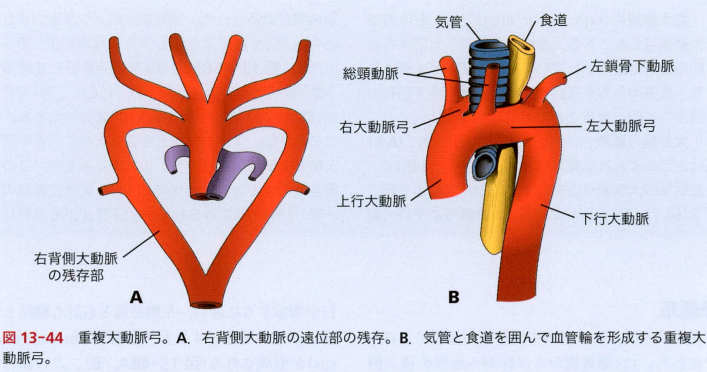 気管
食道
総頸動脈
左鎖骨下動脈
右大動脈弓
左大動脈弓
上行大動脈
下行大動脈
右背側大動脈
の残存部
A
B
図 13-44 重複大動脈弓。A. 右背側大動脈の遠位部の残存。B. 気管と食道を囲んで血管輪を形成する重複大
動脈弓。